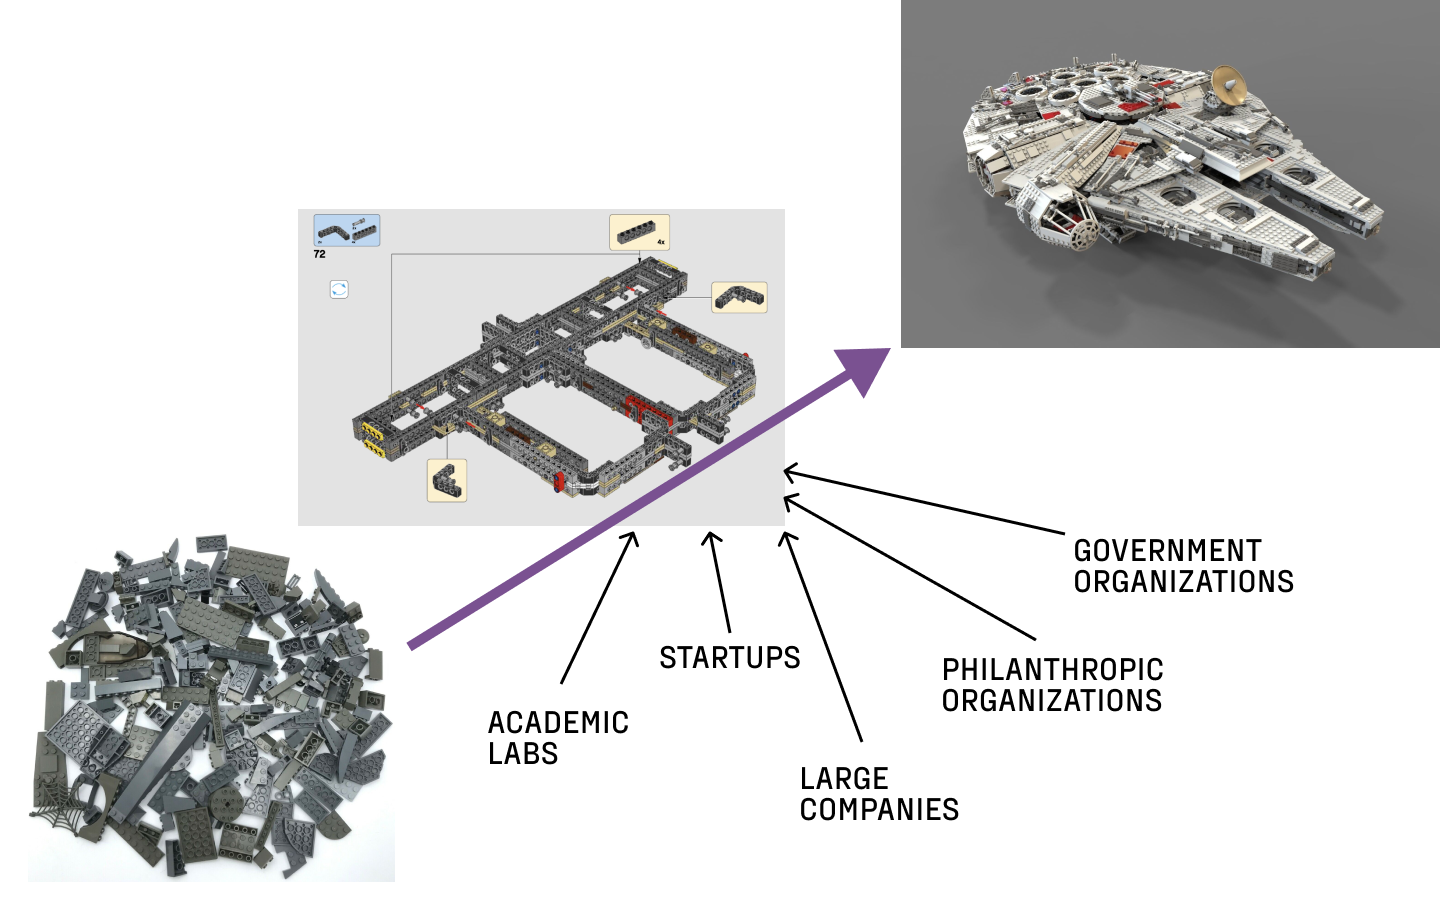 72
4x
GOVERNMENT
ORGANIZATIONS
STARTUPS
PHILANTHROPIC
ORGANIZATIONS
ACADEMIC
LABS
LARGE
COMPANIES